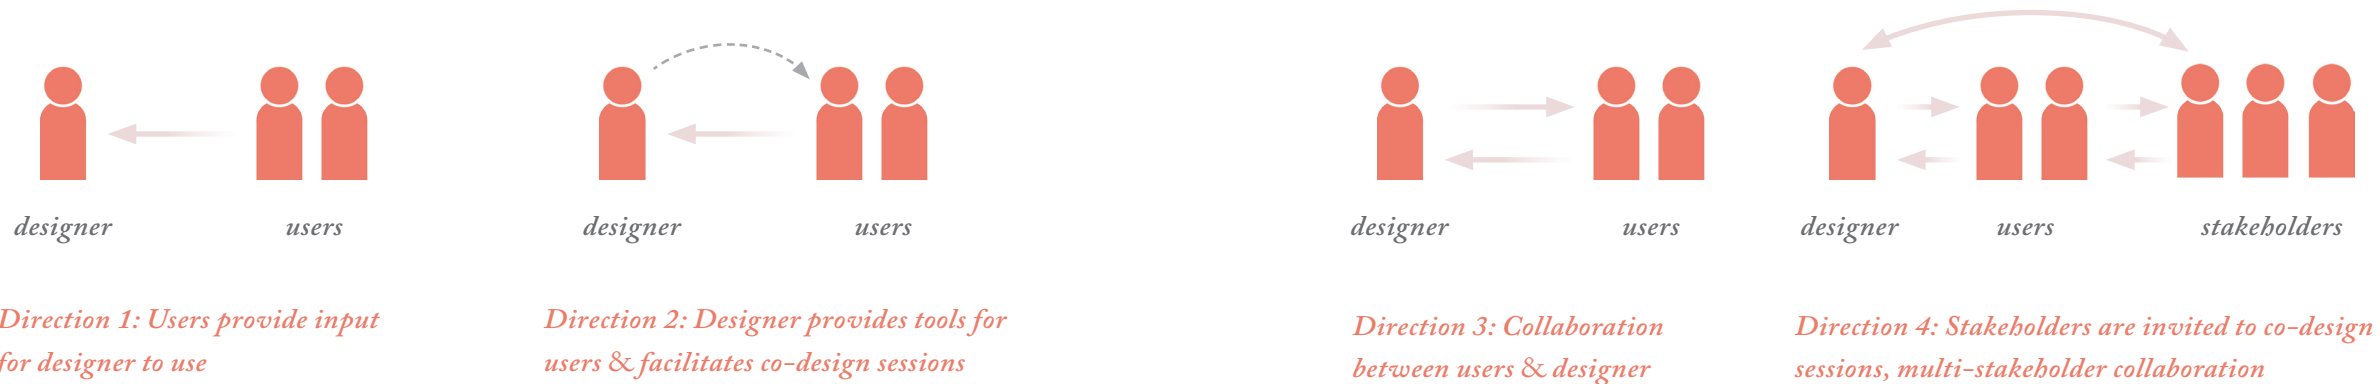 designer
users
Direction 1: Users provide input
for designer to use
designer
users
Direction 2: Designer provides tools for
users & facilitates co-design sessions
designer
users
Direction 3: Collaboration
between users & designer
designer
users
stakeholders
Direction 4: Stakeholders are invited to co-design
sessions, multi-stakeholder collaboration